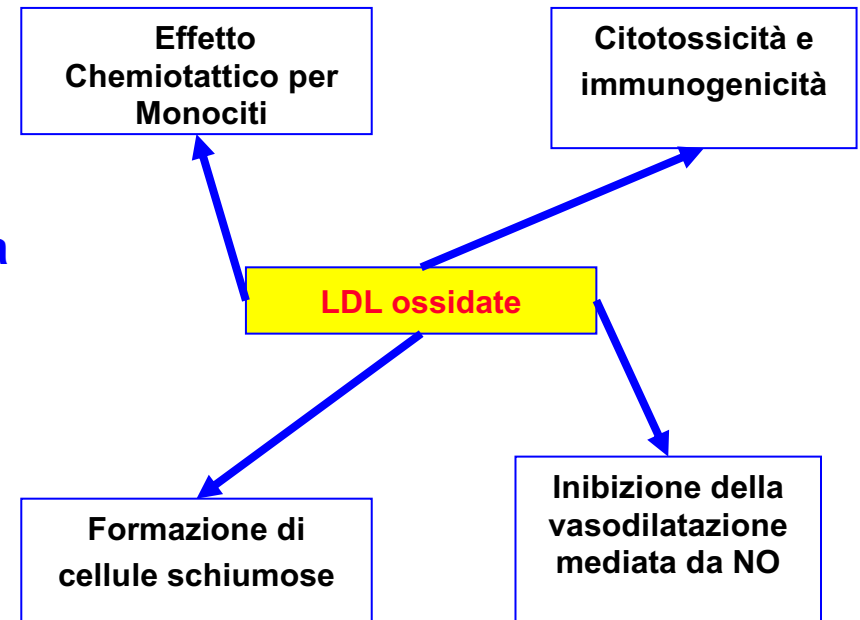 Effetto
Chemiotattico per
Monociti
Citotossicità e
immunogenicità
a
LDL ossidate
Formazione di
cellule schiumose
Inibizione della
vasodilatazione
mediata da NO